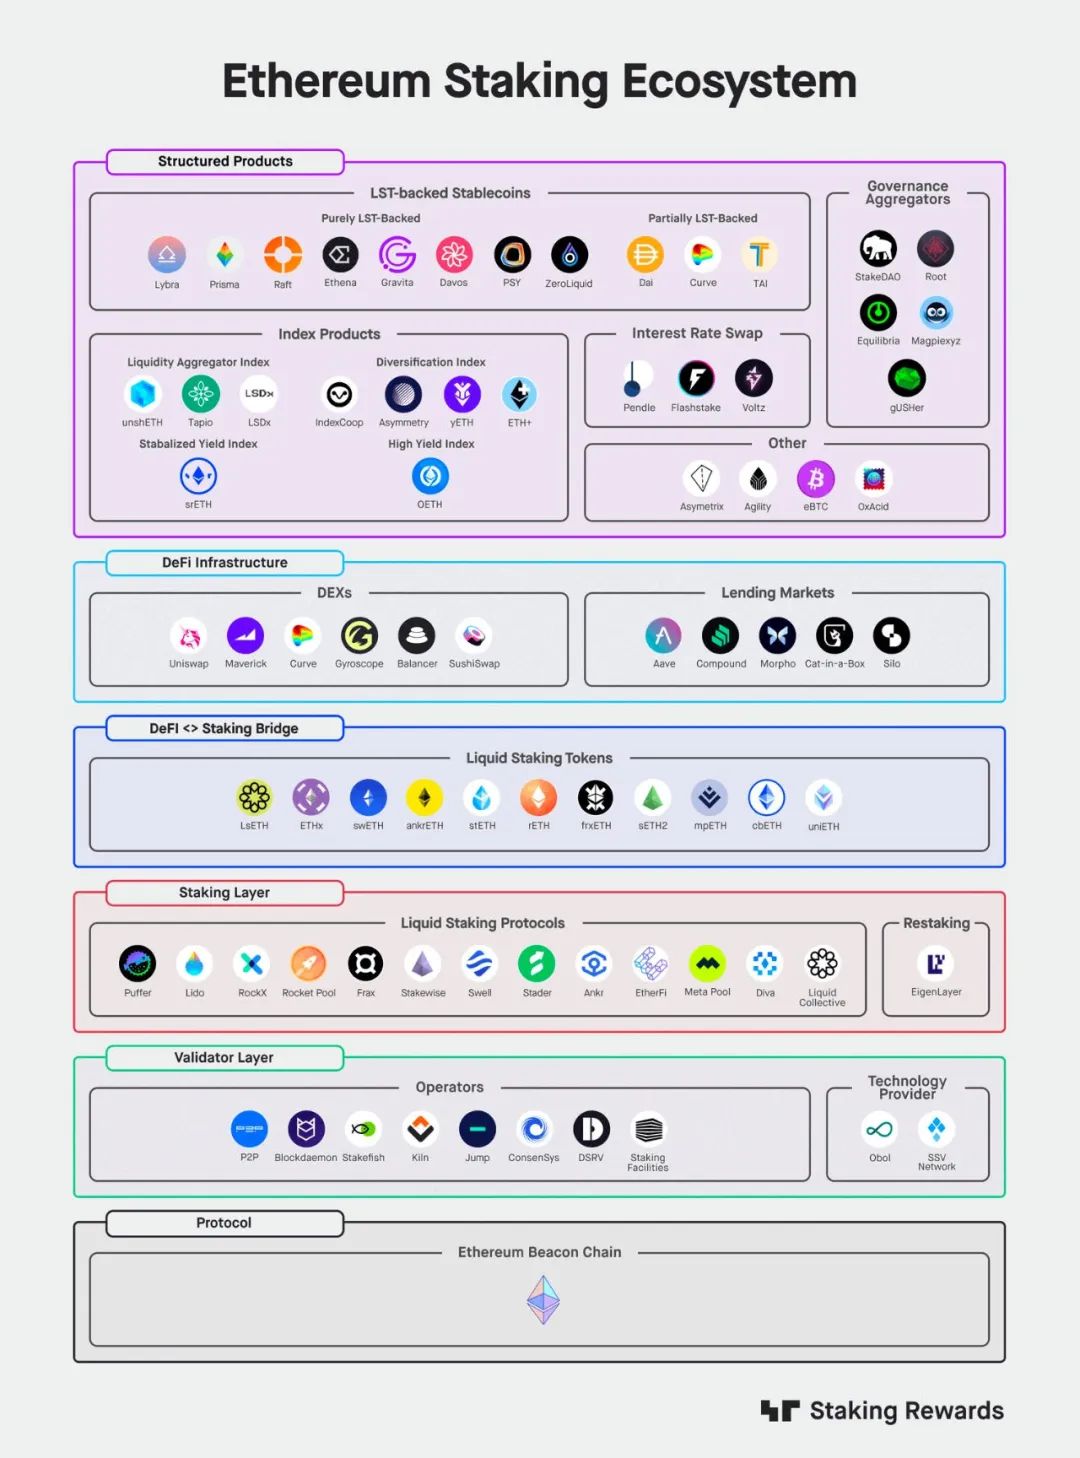 Ethereum Staking Ecosystem
Structured Products
LST-backed Stablecoins
Purely LST-Backed
Lybra Prisma Raft Ethena Gravita Davos PSY ZeroLiquid
Partially LST-Backed
Dai Curve TAI
Governance
Aggregators
StakeDAO Root
Equilibria Magpiexyz
gUSHer
Index Products
Liquidity Aggregator Index
LSDx
unshETH Tapio LSDx
Diversification Index
IndexCoop Asymmetry yETH ETH+
Stabalized Yield Index
srETH
High Yield Index
OETH
Interest Rate Swap
Pendle Flashstake Voltz
Other
Asymetrix Agility eBTC OxAcid
DeFi Infrastructure
DEXs
Uniswap Maverick Curve Gyroscope Balancer SushiSwap
Lending Markets
Aave Compound Morpho Cat-in-a-Box Silo
DeFI <> Staking Bridge
Liquid Staking Tokens
LsETH ETHx swETH ankrETH stETH rETH frxETH sETH2 mpETH cbETH uniETH
Staking Layer
Liquid Staking Protocols
Puffer Lido RockX Rocket Pool Frax Stakewise Swell Stader Ankr EtherFi Meta Pool Diva Liquid
Collective
Restaking
EigenLayer
Validator Layer
Operators
P2P Blockdaemon Stakefish Kiln Jump ConsenSys DSRV Staking
Facilities
Technology
Provider
Obol SSV
Network
Protocol
Ethereum Beacon Chain
Staking Rewards